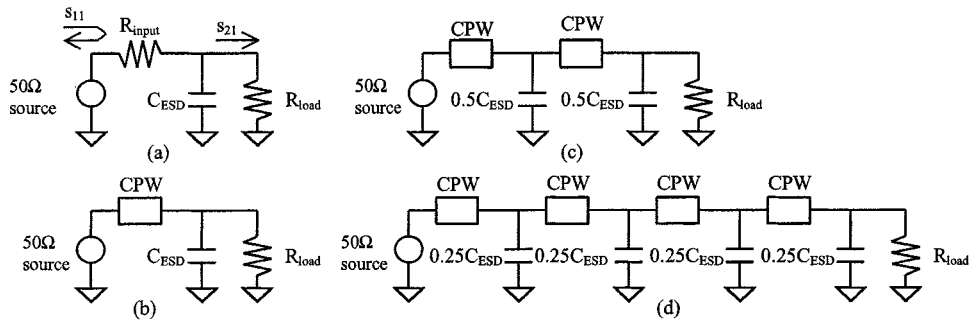 s11
Rinput
s21
50Ω
source
CESD
Rload
(a)
CPW
CPW
50Ω
source
0.5CESD
0.5CESD
Rload
(c)
CPW
50Ω
source
CESD
Rload
(b)
CPW
CPW
CPW
CPW
50Ω
source
0.25CESD
0.25CESD
0.25CESD
0.25CESD
Rload
(d)